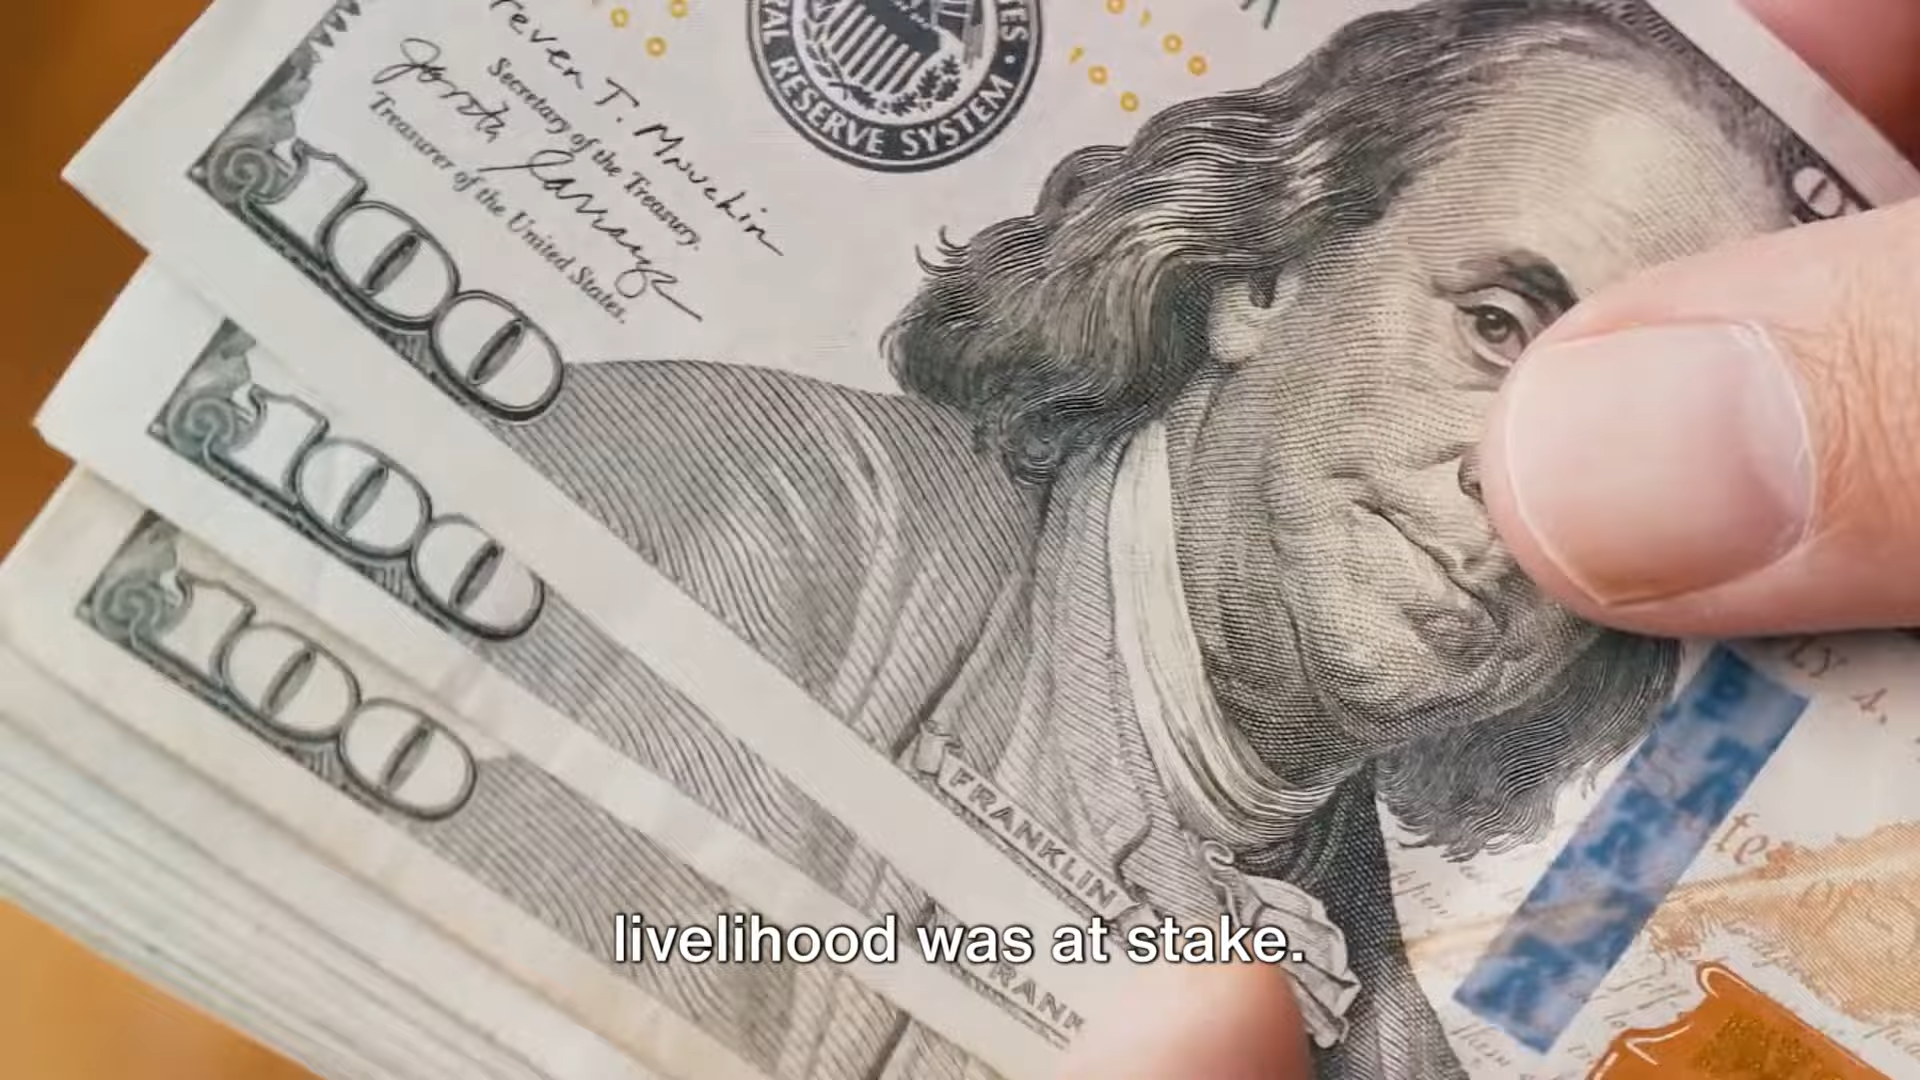 Steven T. Mnuchin
Secretary of the Treasury.
Treasurer of the United States.
RESERVE SYSTEM
100
100
100
FRANKLIN
FRANK
livelihood was at stake.